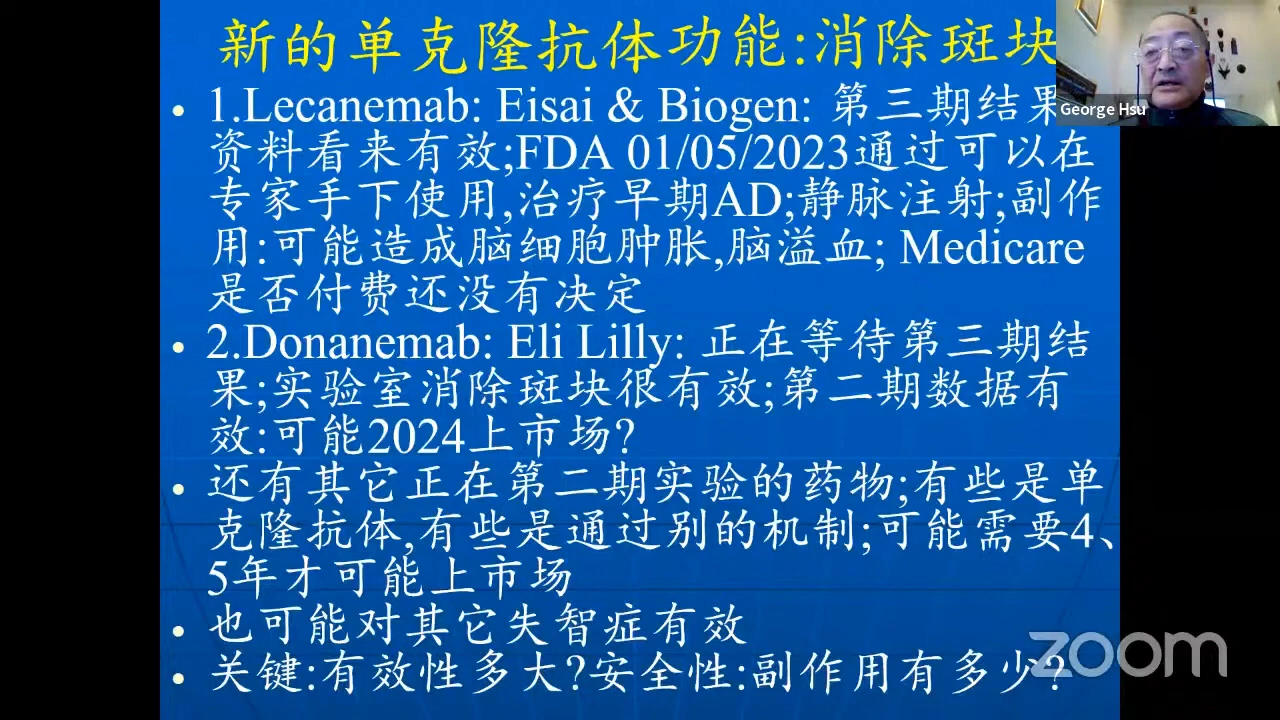 新的单克隆抗体功能:消除斑块
1.Lecanemab: Eisai & Biogen: 第三期结果
资料看来有效;FDA 01/05/2023通过可以在
专家手下使用,治疗早期AD;静脉注射;副作
用:可能造成脑细胞肿胀,脑溢血; Medicare
是否付费还没有决定
2.Donanemab: Eli Lilly: 正在等待第三期结
果;实验室消除斑块很有效;第二期数据有
效:可能2024上市场?
还有其它正在第二期实验的药物;有些是单
克隆抗体,有些是通过别的机制;可能需要4、
5年才可能上市场
也可能对其它失智症有效
关键:有效性多大?安全性:副作用有多少?
George Hsu
zoom